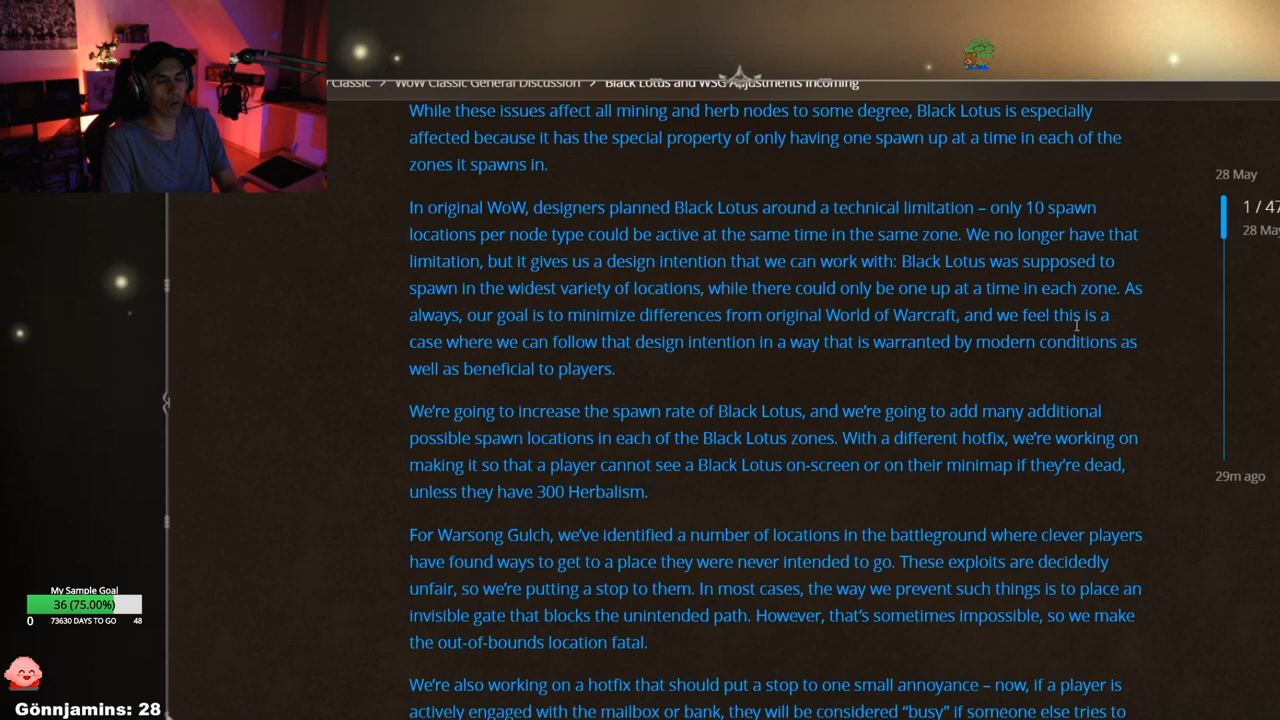 Classic > WoW Classic General Discussion > Black Lotus and WSG Adjustments Incoming
While these issues affect all mining and herb nodes to some degree, Black Lotus is especially
affected because it has the special property of only having one spawn up at a time in each of the
zones it spawns in.
In original WoW, designers planned Black Lotus around a technical limitation – only 10 spawn
locations per node type could be active at the same time in the same zone. We no longer have that
limitation, but it gives us a design intention that we can work with: Black Lotus was supposed to
spawn in the widest variety of locations, while there could only be one up at a time in each zone. As
always, our goal is to minimize differences from original World of Warcraft, and we feel this is a
case where we can follow that design intention in a way that is warranted by modern conditions as
well as beneficial to players.
We're going to increase the spawn rate of Black Lotus, and we're going to add many additional
possible spawn locations in each of the Black Lotus zones. With a different hotfix, we're working on
making it so that a player cannot see a Black Lotus on-screen or on their minimap if they're dead,
unless they have 300 Herbalism.
For Warsong Gulch, we've identified a number of locations in the battleground where clever players
have found ways to get to a place they were never intended to go. These exploits are decidedly
unfair, so we're putting a stop to them. In most cases, the way we prevent such things is to place an
invisible gate that blocks the unintended path. However, that's sometimes impossible, so we make
the out-of-bounds location fatal.
We're also working on a hotfix that should put a stop to one small annoyance – now, if a player is
actively engaged with the mailbox or bank, they will be considered "busy" if someone else tries to
28 May
1 / 47
28 May
29m ago
My Sample Goal
36 (75.00%)
0 73630 DAYS TO GO 48
Gönnjamins: 28